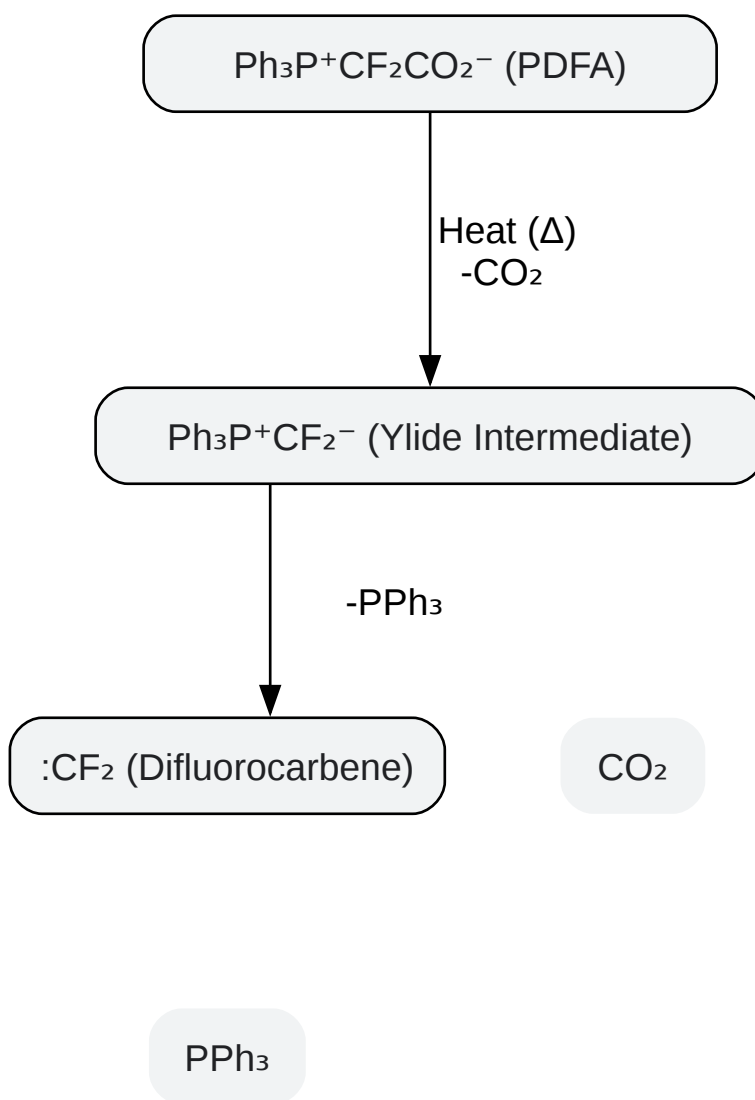 Ph₃P⁺CF₂CO₂⁻ (PDFA)
Heat (Δ)
-CO₂
Ph₃P⁺CF₂⁻ (Ylide Intermediate)
-PPh₃
:CF₂ (Difluorocarbene)
CO₂
PPh₃